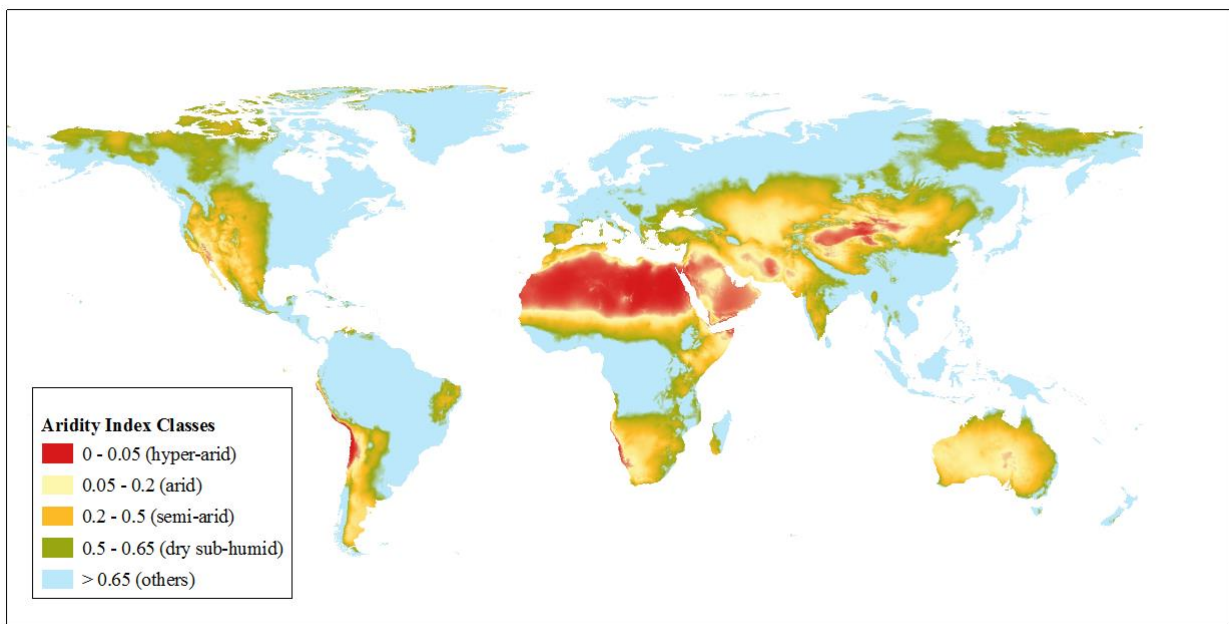 Aridity Index Classes
0 - 0.05 (hyper-arid)
0.05 - 0.2 (arid)
0.2 - 0.5 (semi-arid)
0.5 - 0.65 (dry sub-humid)
> 0.65 (others)